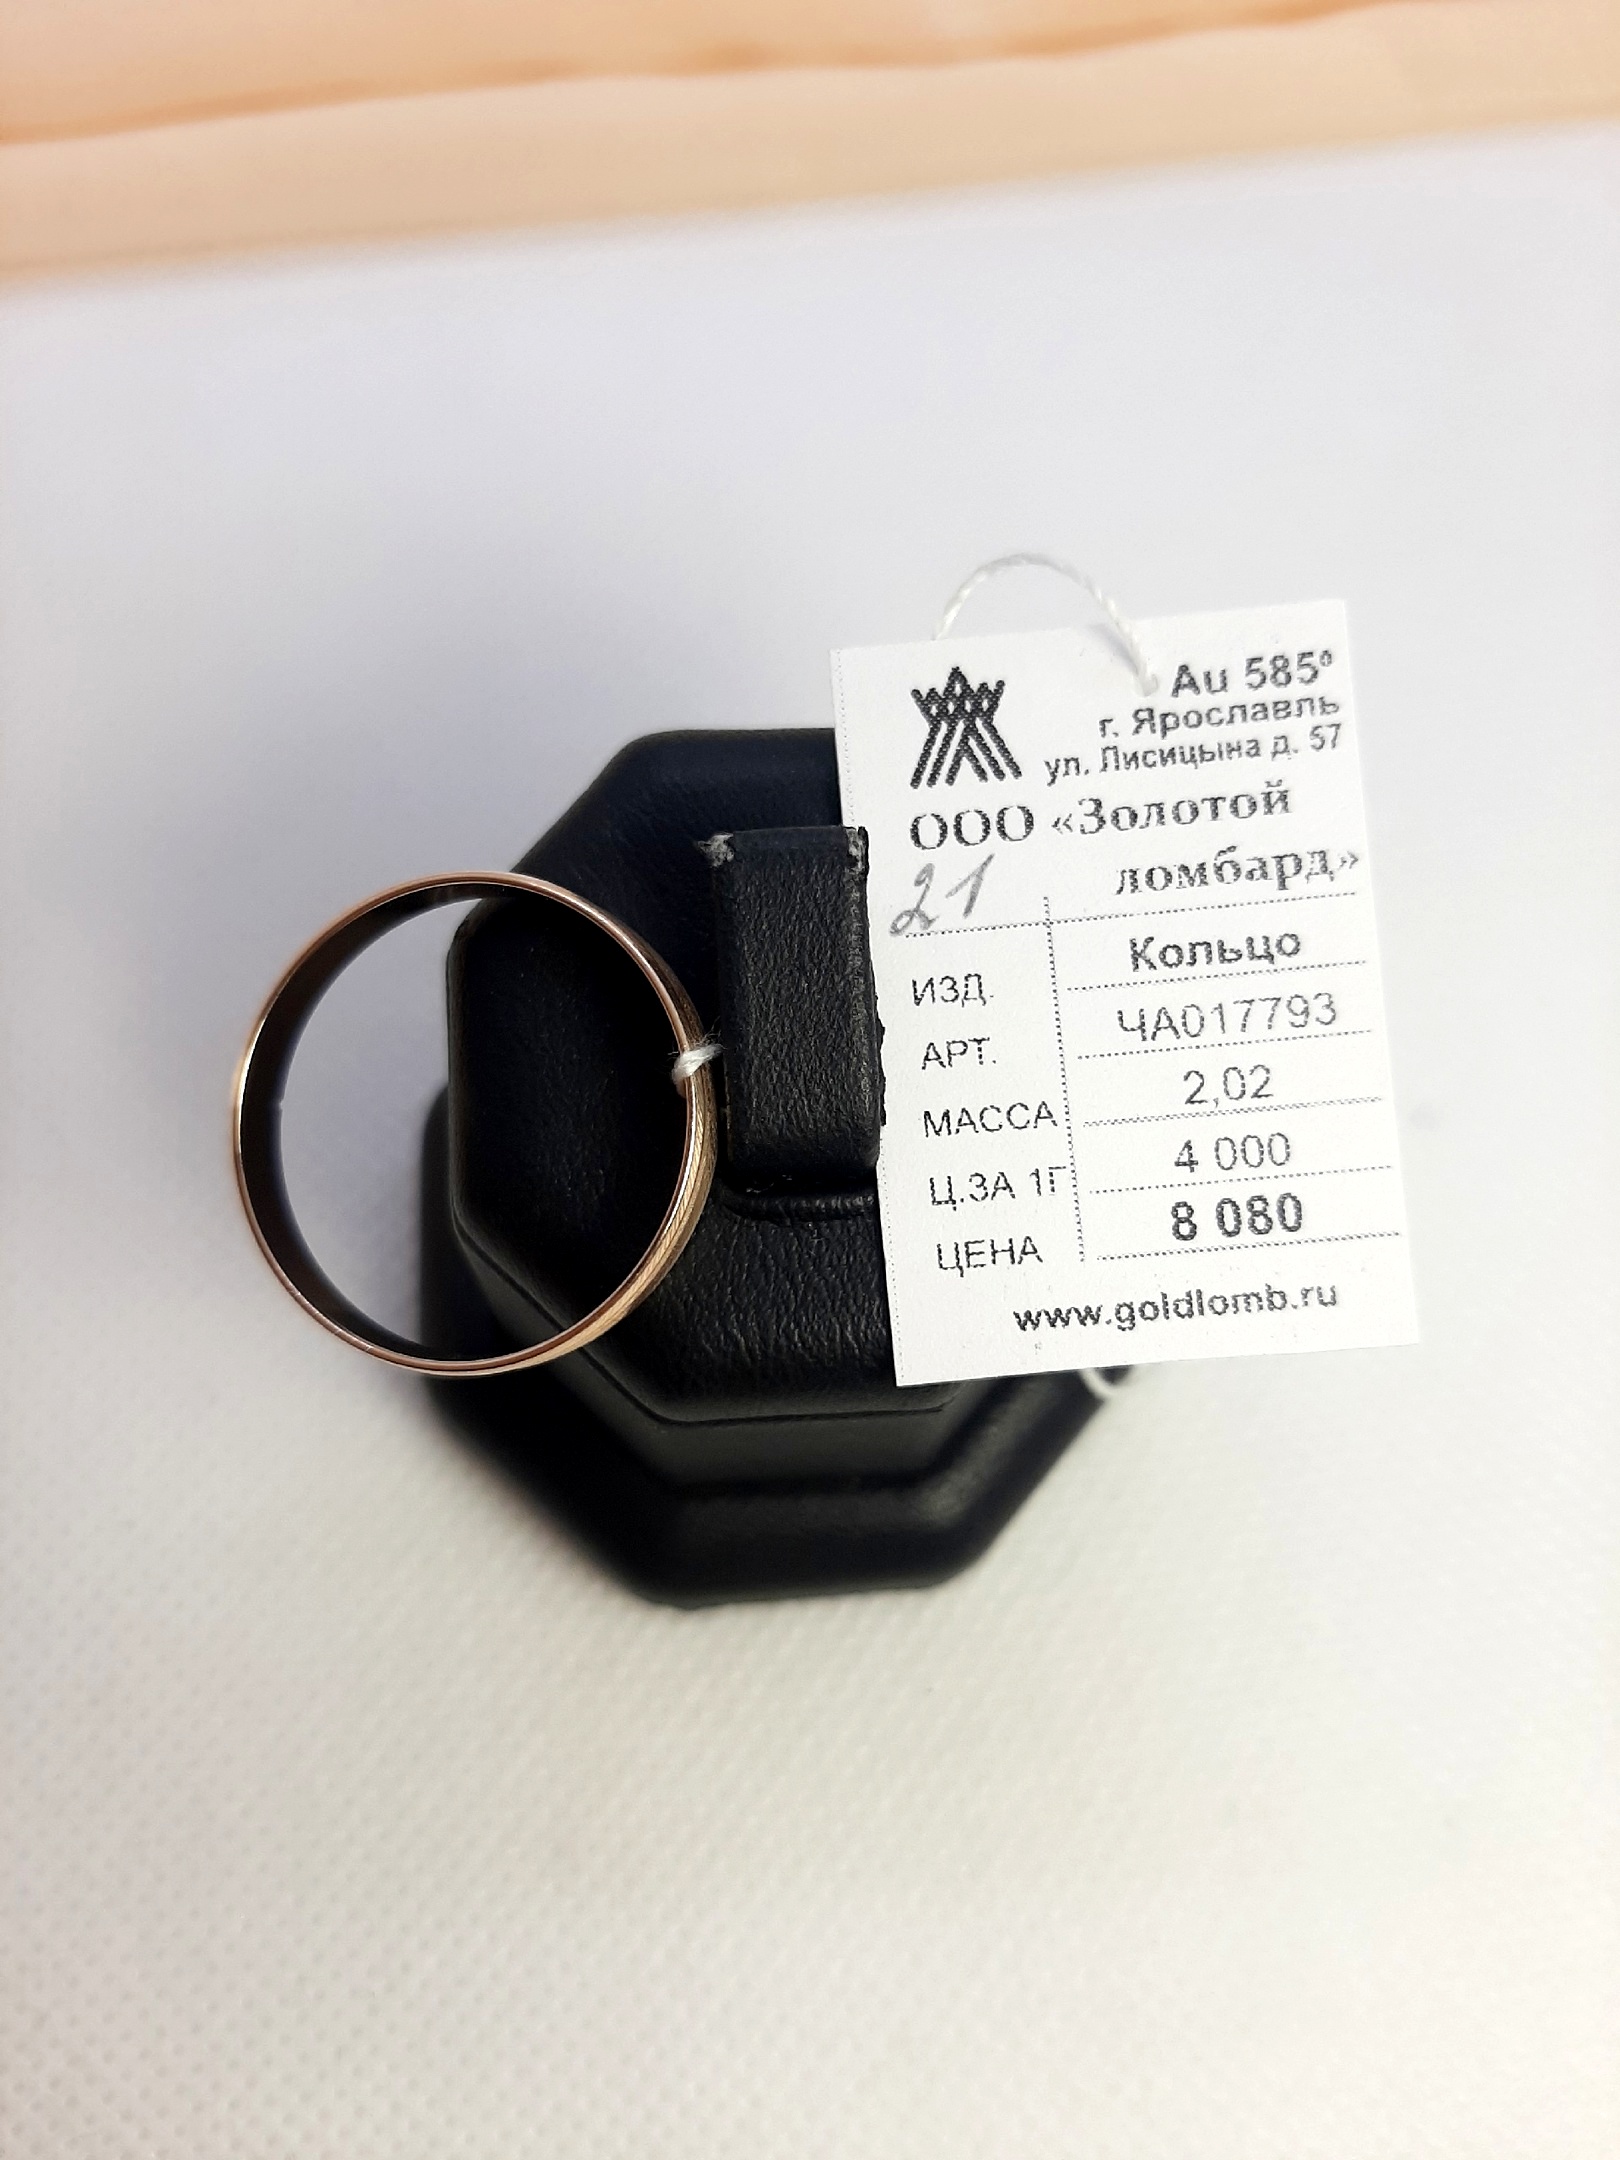 Au 585°
г. Ярославль
ул. Лисицына д. 57
ООО «Золотой
ломбард»
21
ИЗД. Кольцо
АРТ. ЧА017793
МАССА 2,02
Ц.ЗА 1Г 4 000
ЦЕНА 8 080
www.goldlomb.ru